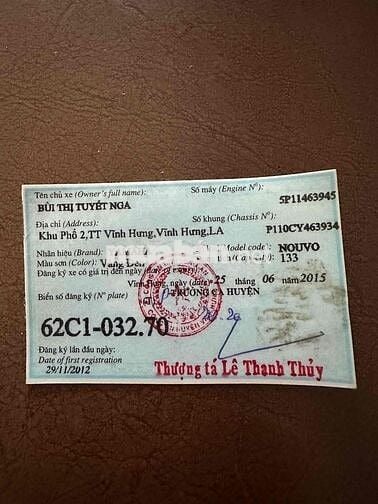 Tên chủ xe (Owner's full name):
Số máy (Engine N°):
BÙI THỊ TUYẾT NGA
5P11463945
Địa chỉ (Address):
Số khung (Chassis N°)
Khu Phố 2,TT Vĩnh Hưng,Vĩnh Hưng,LA
P110CY463934
Nhãn hiệu (Brand):
Model code):
NOUVO
Màu sơn (Color):
133
Đăng ký xe có giá trị đến ngày
Vĩnh Hưng, ngày (date) 25
06
2015
Biển số đăng ký (N° plate)
TRƯỞNG CA HUYỆN
62C1-032.70
Đăng ký lần đầu ngày:
Date of first registration
29/11/2012
Thượng tá Lê Thanh Thủy